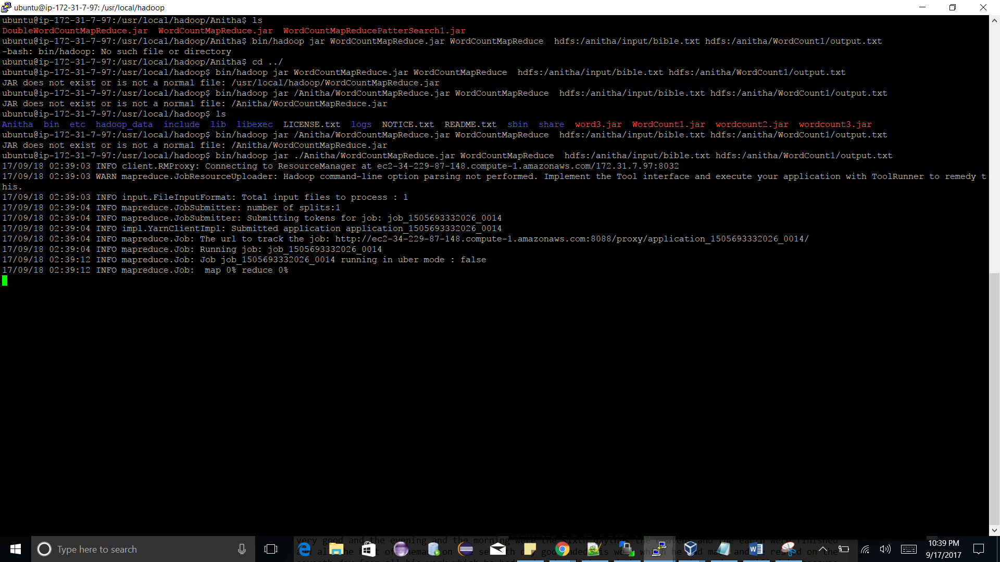 ubuntu@ip-172-31-7-97: /usr/local/hadoop
ubuntu@ip-172-31-7-97:/usr/local/hadoop/Anitha$ ls
DoubleWordCountMapReduce.jar  WordCountMapReduce.jar  WordCountMapReducePatterSearch1.jar
ubuntu@ip-172-31-7-97:/usr/local/hadoop/Anitha$ bin/hadoop jar WordCountMapReduce.jar WordCountMapReduce  hdfs:/anitha/input/bible.txt hdfs:/anitha/WordCount1/output.txt
-bash: bin/hadoop: No such file or directory
ubuntu@ip-172-31-7-97:/usr/local/hadoop/Anitha$ cd ../
ubuntu@ip-172-31-7-97:/usr/local/hadoop$ bin/hadoop jar WordCountMapReduce.jar WordCountMapReduce  hdfs:/anitha/input/bible.txt hdfs:/anitha/WordCount1/output.txt
JAR does not exist or is not a normal file: /usr/local/hadoop/WordCountMapReduce.jar
ubuntu@ip-172-31-7-97:/usr/local/hadoop$ bin/hadoop jar /Anitha/WordCountMapReduce.jar WordCountMapReduce  hdfs:/anitha/input/bible.txt hdfs:/anitha/WordCount1/output.txt
JAR does not exist or is not a normal file: /Anitha/WordCountMapReduce.jar
ubuntu@ip-172-31-7-97:/usr/local/hadoop$ ls
Anitha  bin  etc  hadoop_data  include  lib  libexec  LICENSE.txt  logs  NOTICE.txt  README.txt  sbin  share  word3.jar  WordCount1.jar  wordcount2.jar  wordcount3.jar
ubuntu@ip-172-31-7-97:/usr/local/hadoop$ bin/hadoop jar /Anitha/WordCountMapReduce.jar WordCountMapReduce  hdfs:/anitha/input/bible.txt hdfs:/anitha/WordCount1/output.txt
JAR does not exist or is not a normal file: /Anitha/WordCountMapReduce.jar
ubuntu@ip-172-31-7-97:/usr/local/hadoop$ bin/hadoop jar ./Anitha/WordCountMapReduce.jar WordCountMapReduce  hdfs:/anitha/input/bible.txt hdfs:/anitha/WordCount1/output.txt
17/09/18 02:39:03 INFO client.RMProxy: Connecting to ResourceManager at ec2-34-229-87-148.compute-1.amazonaws.com/172.31.7.97:8032
17/09/18 02:39:03 WARN mapreduce.JobResourceUploader: Hadoop command-line option parsing not performed. Implement the Tool interface and execute your application with ToolRunner to remedy t
his.
17/09/18 02:39:03 INFO input.FileInputFormat: Total input files to process : 1
17/09/18 02:39:04 INFO mapreduce.JobSubmitter: number of splits:1
17/09/18 02:39:04 INFO mapreduce.JobSubmitter: Submitting tokens for job: job_1505693332026_0014
17/09/18 02:39:04 INFO impl.YarnClientImpl: Submitted application application_1505693332026_0014
17/09/18 02:39:04 INFO mapreduce.Job: The url to track the job: http://ec2-34-229-87-148.compute-1.amazonaws.com:8088/proxy/application_1505693332026_0014/
17/09/18 02:39:04 INFO mapreduce.Job: Running job: job_1505693332026_0014
17/09/18 02:39:12 INFO mapreduce.Job: Job job_1505693332026_0014 running in uber mode : false
17/09/18 02:39:12 INFO mapreduce.Job:  map 0% reduce 0%
very good and the evening and the morning were the
Type here to search
10:39 PM
9/17/2017